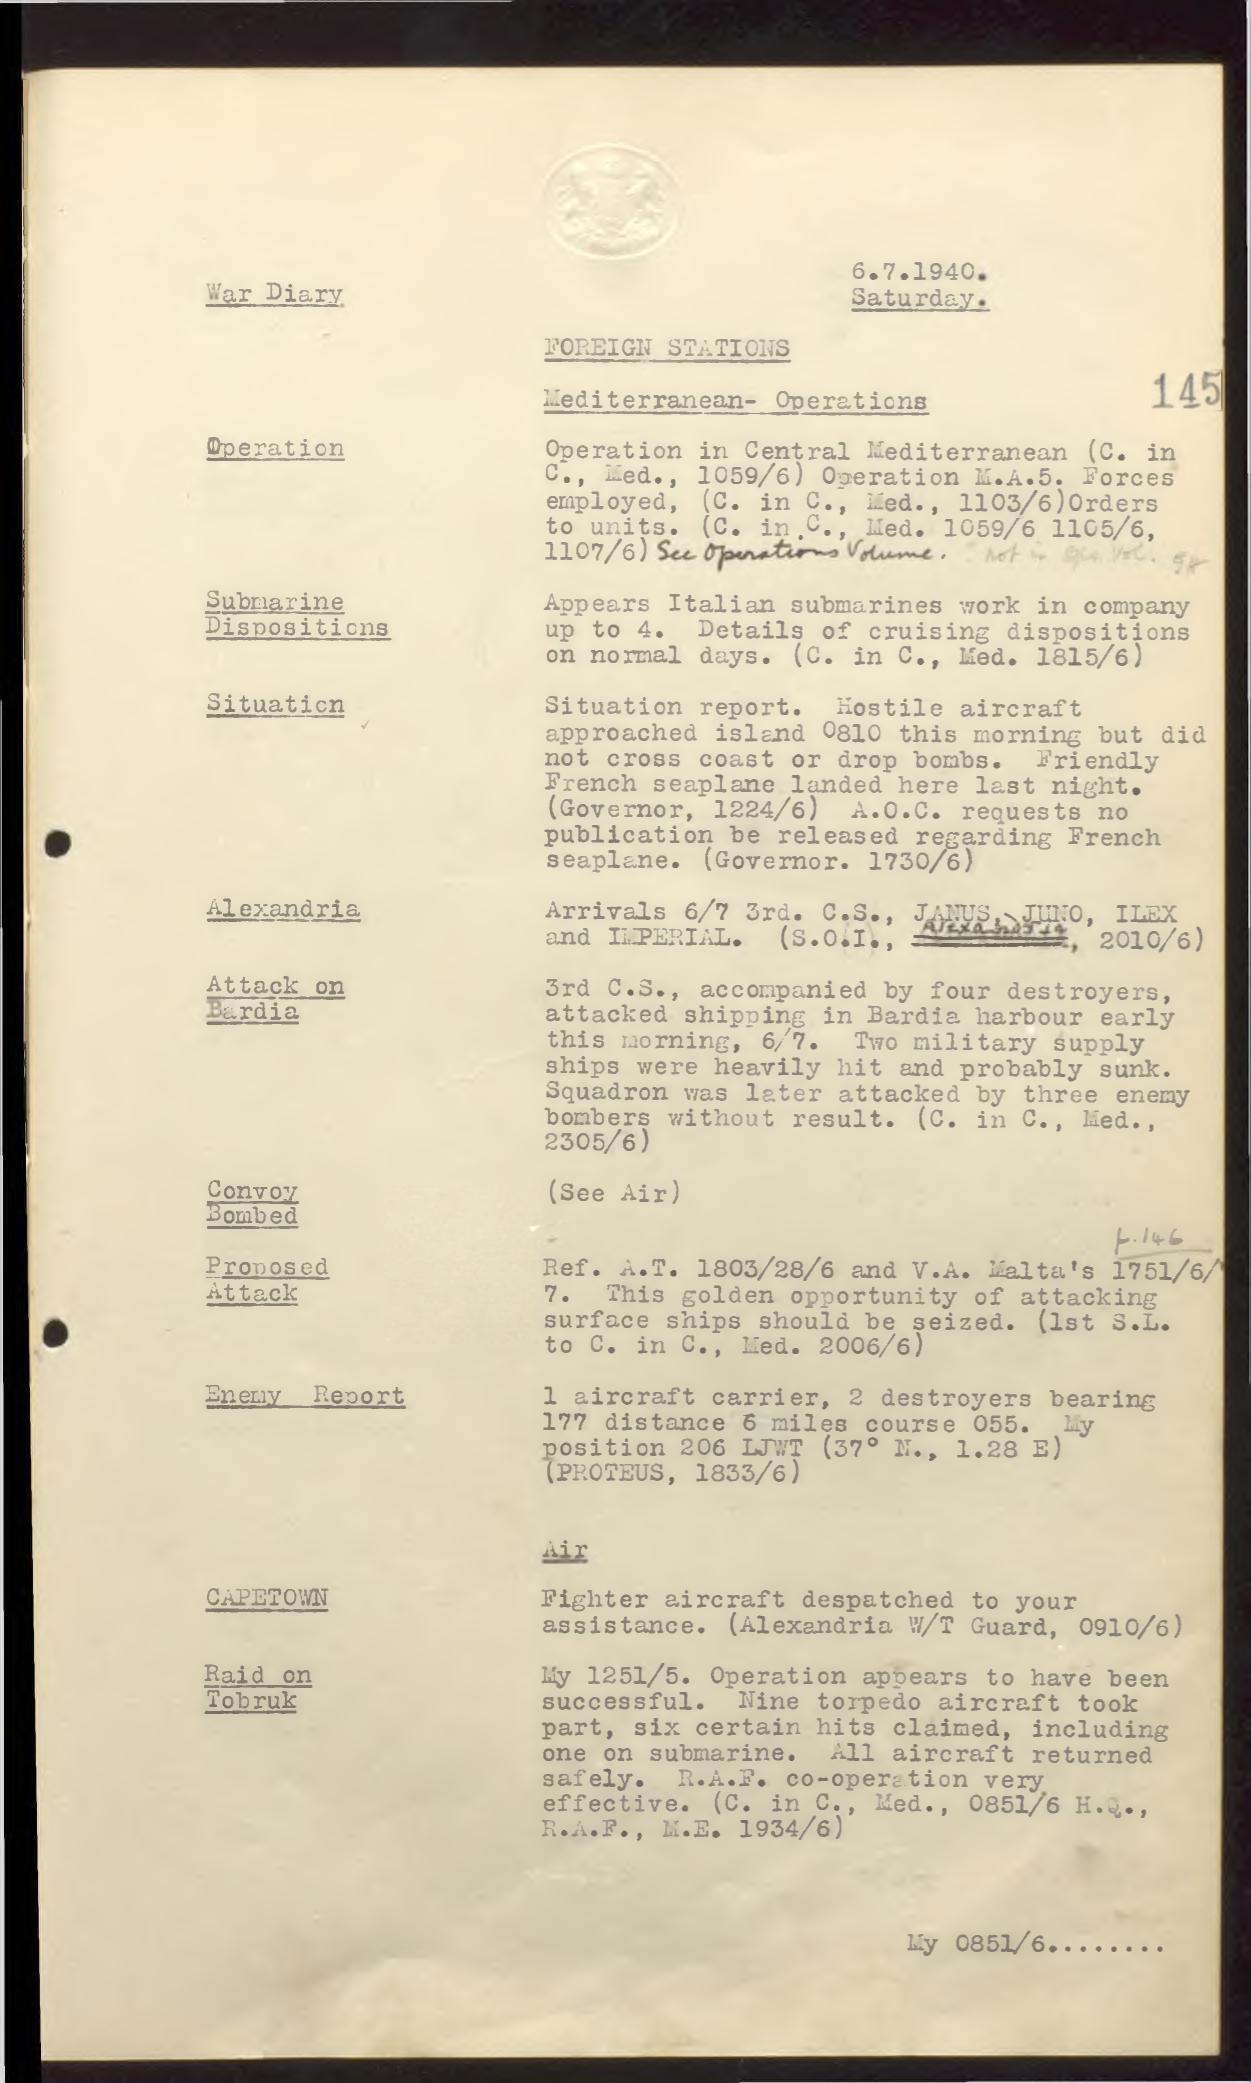 6.7.1940.
War Diary
Saturday.
FOREIGN STATIONS
145
Mediterranean- Operations
Operation
Operation in Central Mediterranean (C. in
C., Med., 1059/6) Operation M.A.5. Forces
employed, (C. in C., Med., 1103/6)Orders
to units. (C. in C., Med. 1059/6 1105/6,
1107/6) See Operations Volume. - not in Ops. Vol.
Submarine
Dispositions
Appears Italian submarines work in company
up to 4. Details of cruising dispositions
on normal days. (C. in C., Med. 1815/6)
Situation
Situation report. Hostile aircraft
approached island 0810 this morning but did
not cross coast or drop bombs. Friendly
French seaplane landed here last night.
(Governor, 1224/6) A.O.C. requests no
publication be released regarding French
seaplane. (Governor. 1730/6)
Alexandria
Arrivals 6/7 3rd. C.S., JANUS, JUNO, ILEX
and IMPERIAL. (S.O.I., Alexandria, 2010/6)
Attack on
Bardia
3rd C.S., accompanied by four destroyers,
attacked shipping in Bardia harbour early
this morning, 6/7. Two military supply
ships were heavily hit and probably sunk.
Squadron was later attacked by three enemy
bombers without result. (C. in C., Med.,
2305/6)
Convoy
Bombed
(See Air)
p.146
Proposed
Attack
Ref. A.T. 1803/28/6 and V.A. Malta's 1751/6/
7. This golden opportunity of attacking
surface ships should be seized. (1st S.L.
to C. in C., Med. 2006/6)
Enemy Report
1 aircraft carrier, 2 destroyers bearing
177 distance 6 miles course 055. My
position 206 LJWT (37° N., 1.28 E)
(PROTEUS, 1833/6)
Air
CAPETOWN
Fighter aircraft despatched to your
assistance. (Alexandria W/T Guard, 0910/6)
Raid on
Tobruk
My 1251/5. Operation appears to have been
successful. Nine torpedo aircraft took
part, six certain hits claimed, including
one on submarine. All aircraft returned
safely. R.A.F. co-operation very
effective. (C. in C., Med., 0851/6 H.Q.,
R.A.F., M.E. 1934/6)
My 0851/6........